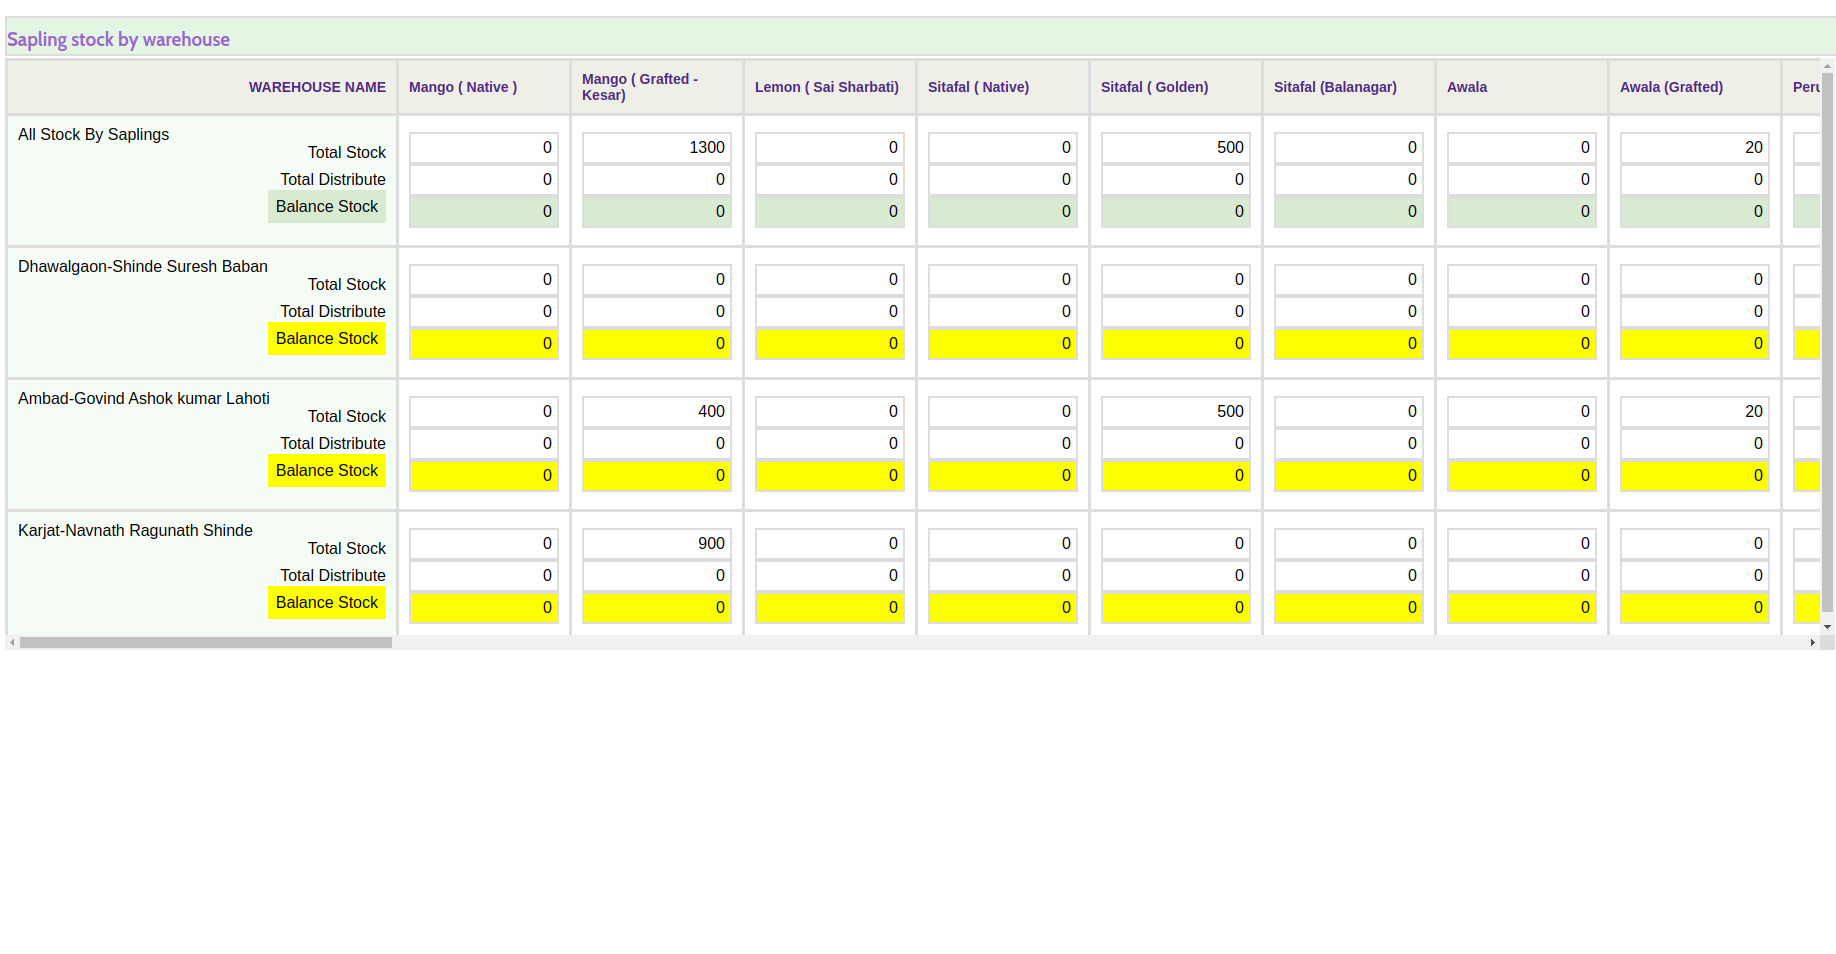 Sapling stock by warehouse
WAREHOUSE NAME Mango ( Native ) Mango ( Grafted - Kesar) Lemon ( Sai Sharbati) Sitafal ( Native) Sitafal ( Golden) Sitafal (Balanagar) Awala Awala (Grafted)
All Stock By Saplings
Total Stock 0 1300 0 0 500 0 0 20
Total Distribute 0 0 0 0 0 0 0 0
Balance Stock 0 0 0 0 0 0 0 0
Dhawalgaon-Shinde Suresh Baban
Total Stock 0 0 0 0 0 0 0 0
Total Distribute 0 0 0 0 0 0 0 0
Balance Stock 0 0 0 0 0 0 0 0
Ambad-Govind Ashok kumar Lahoti
Total Stock 0 400 0 0 500 0 0 20
Total Distribute 0 0 0 0 0 0 0 0
Balance Stock 0 0 0 0 0 0 0 0
Karjat-Navnath Ragunath Shinde
Total Stock 0 900 0 0 0 0 0 0
Total Distribute 0 0 0 0 0 0 0 0
Balance Stock 0 0 0 0 0 0 0 0